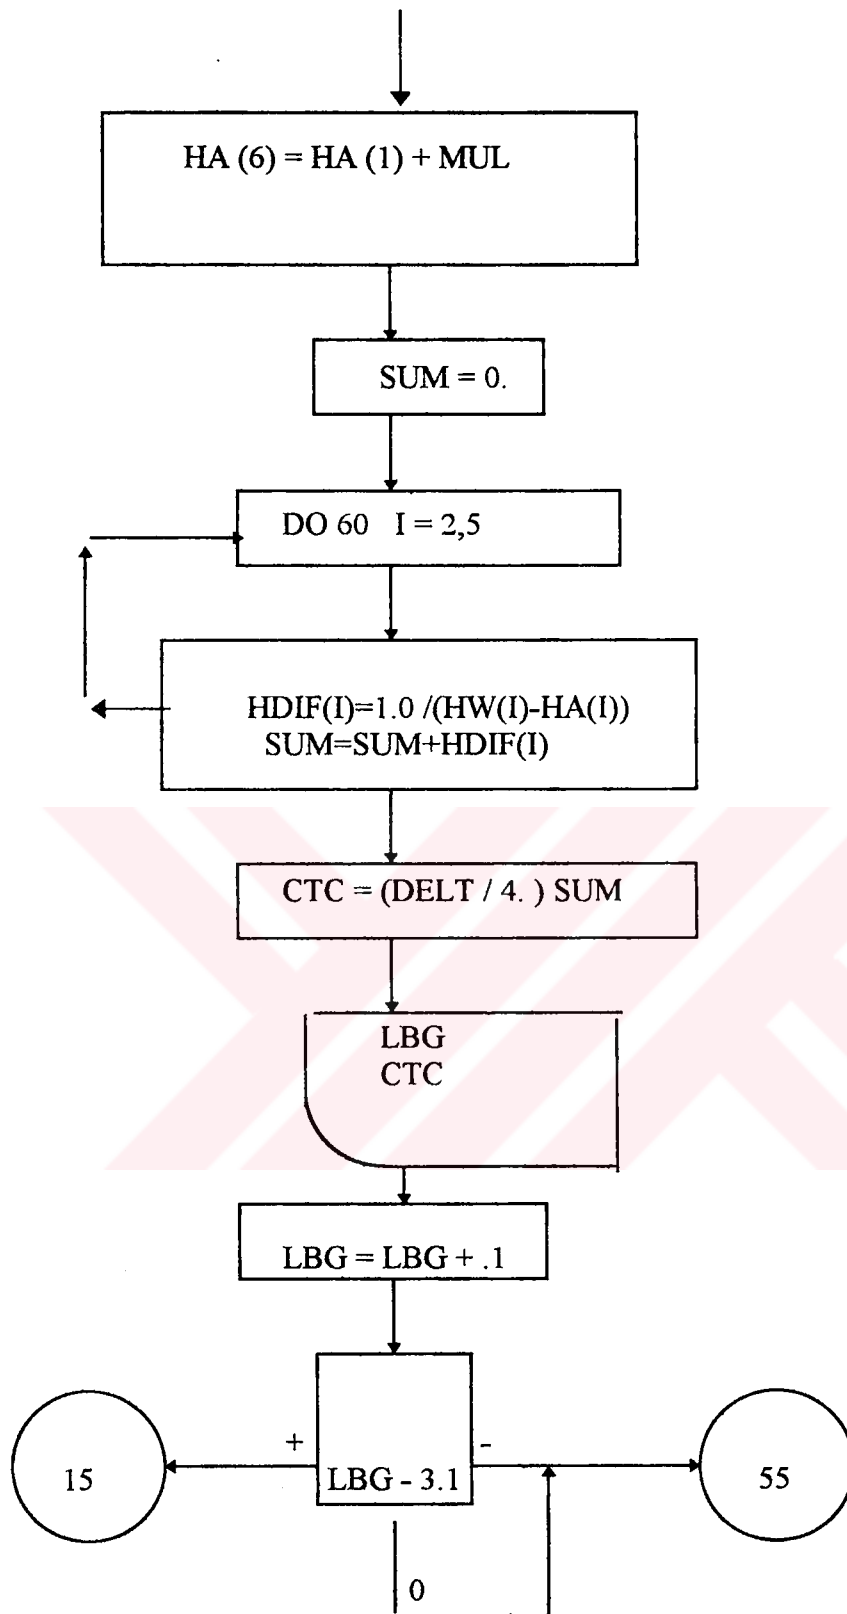 HA (6) = HA (1) + MUL
SUM = 0.
DO 60 I = 2,5
HDIF(I)=1.0 /(HW(I)-HA(I))
SUM=SUM+HDIF(I)
CTC = (DELT / 4. ) SUM
LBG
CTC
LBG = LBG + .1
+
-
15
LBG - 3.1
55
0